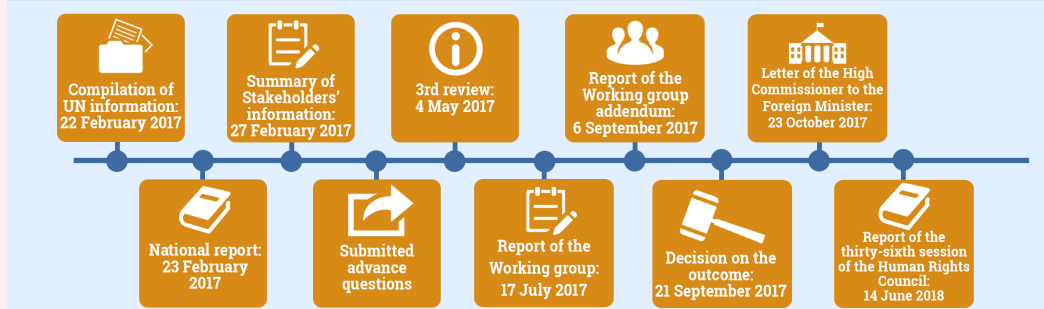 Compilation of
UN information:
22 February 2017
National report:
23 February
2017
Summary of
Stakeholders'
information:
27 February 2017
Submitted
advance
questions
3rd review:
4 May 2017
Report of the
Working group:
17 July 2017
Report of the
Working group
addendum:
6 September 2017
Decision on the
outcome:
21 September 2017
Letter of the High
Commissioner to the
Foreign Minister:
23 October 2017
Report of the
thirty-sixth session
of the Human Rights
Council:
14 June 2018